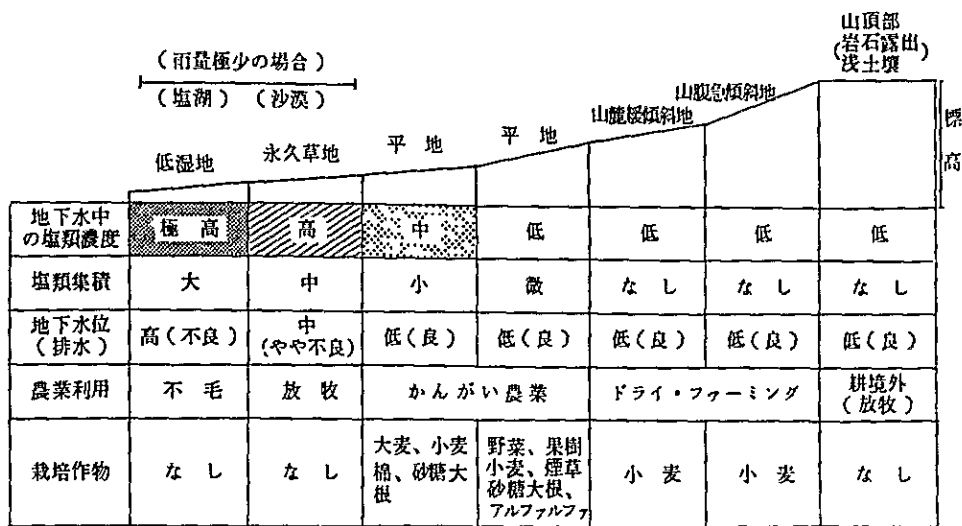 (雨量極少の場合)
(塩湖) (沙漠)
低湿地
永久草地
平地
平地
山麓緩傾斜地
山腹急傾斜地
山頂部
(岩石露出)
浅土壌
標高
地下水中の塩類濃度 極高 高 中 低 低 低 低
塩類集積 大 中 小 微 なし なし なし
地下水位(排水) 高(不良) 中(やや不良) 低(良) 低(良) 低(良) 低(良) 低(良)
農業利用 不毛 放牧 かんがい農業 ドライ・ファーミング 耕境外(放牧)
栽培作物 なし なし 大麦、小麦棉、砂糖大根 野菜、果樹小麦、煙草砂糖大根、アルファルファ 小麦 小麦 なし